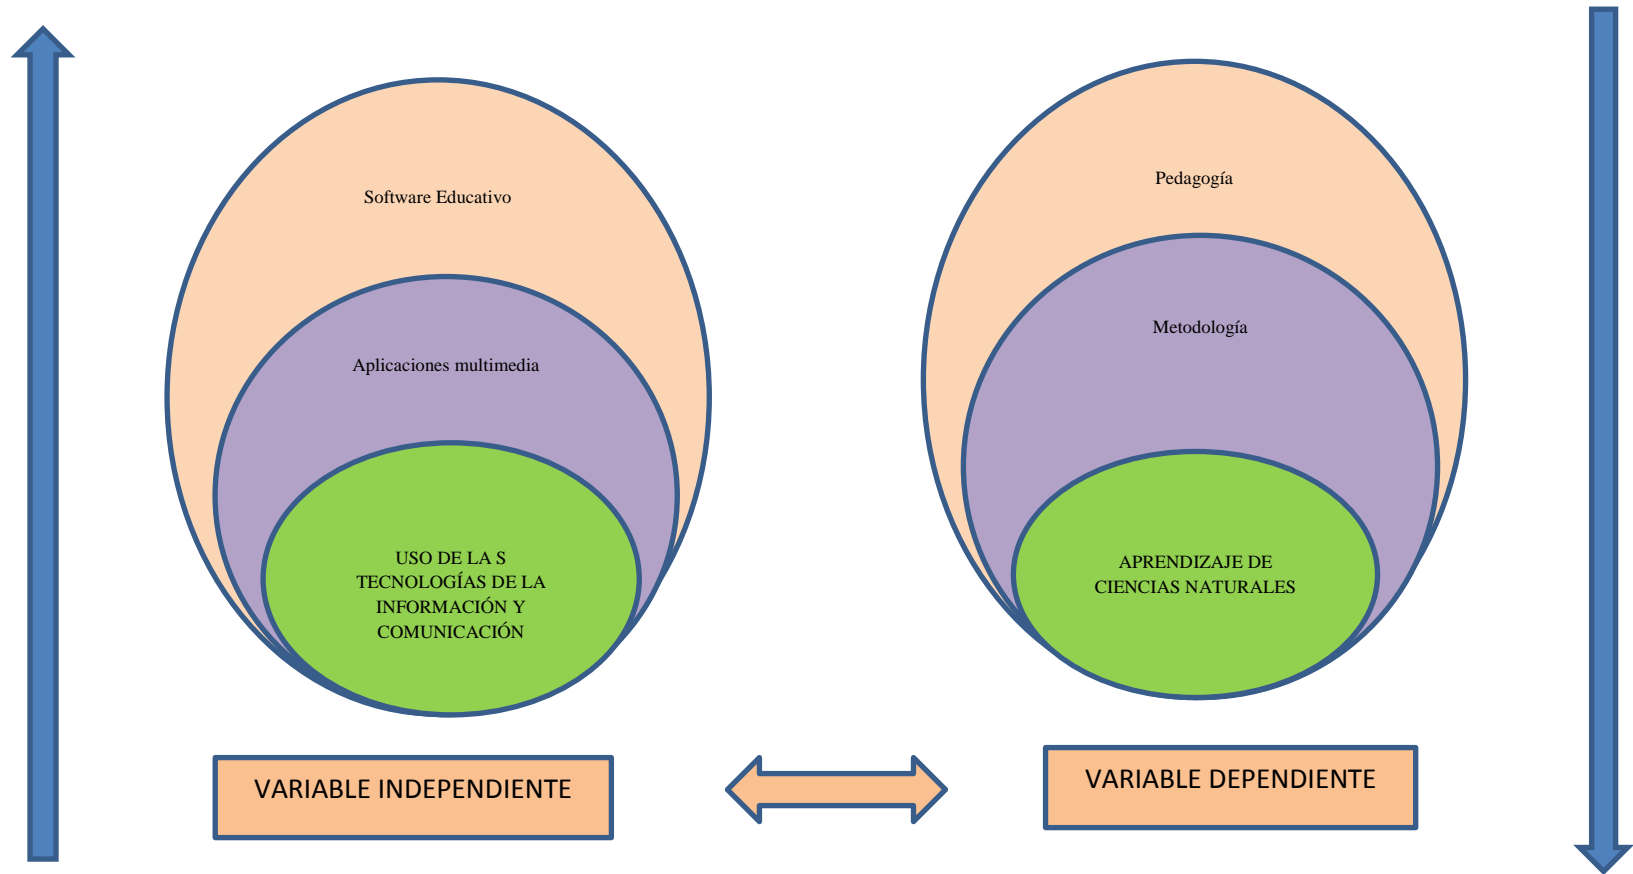 Software Educativo
Aplicaciones multimedia
USO DE LA S
TECNOLOGÍAS DE LA
INFORMACIÓN Y
COMUNICACIÓN
VARIABLE INDEPENDIENTE
Pedagogía
Metodología
APRENDIZAJE DE
CIENCIAS NATURALES
VARIABLE DEPENDIENTE